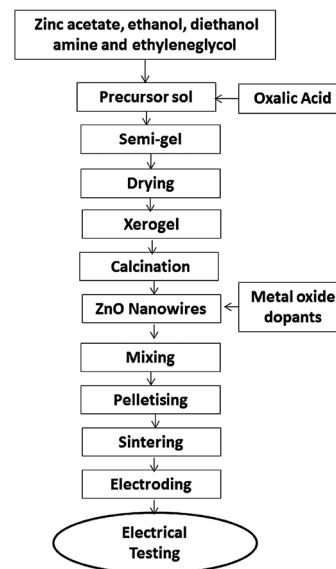 Zinc acetate, ethanol, diethanol
amine and ethyleneglycol
Precursor sol
Oxalic Acid
Semi-gel
Drying
Xerogel
Calcination
ZnO Nanowires
Metal oxide
dopants
Mixing
Pelletising
Sintering
Electroding
Electrical
Testing